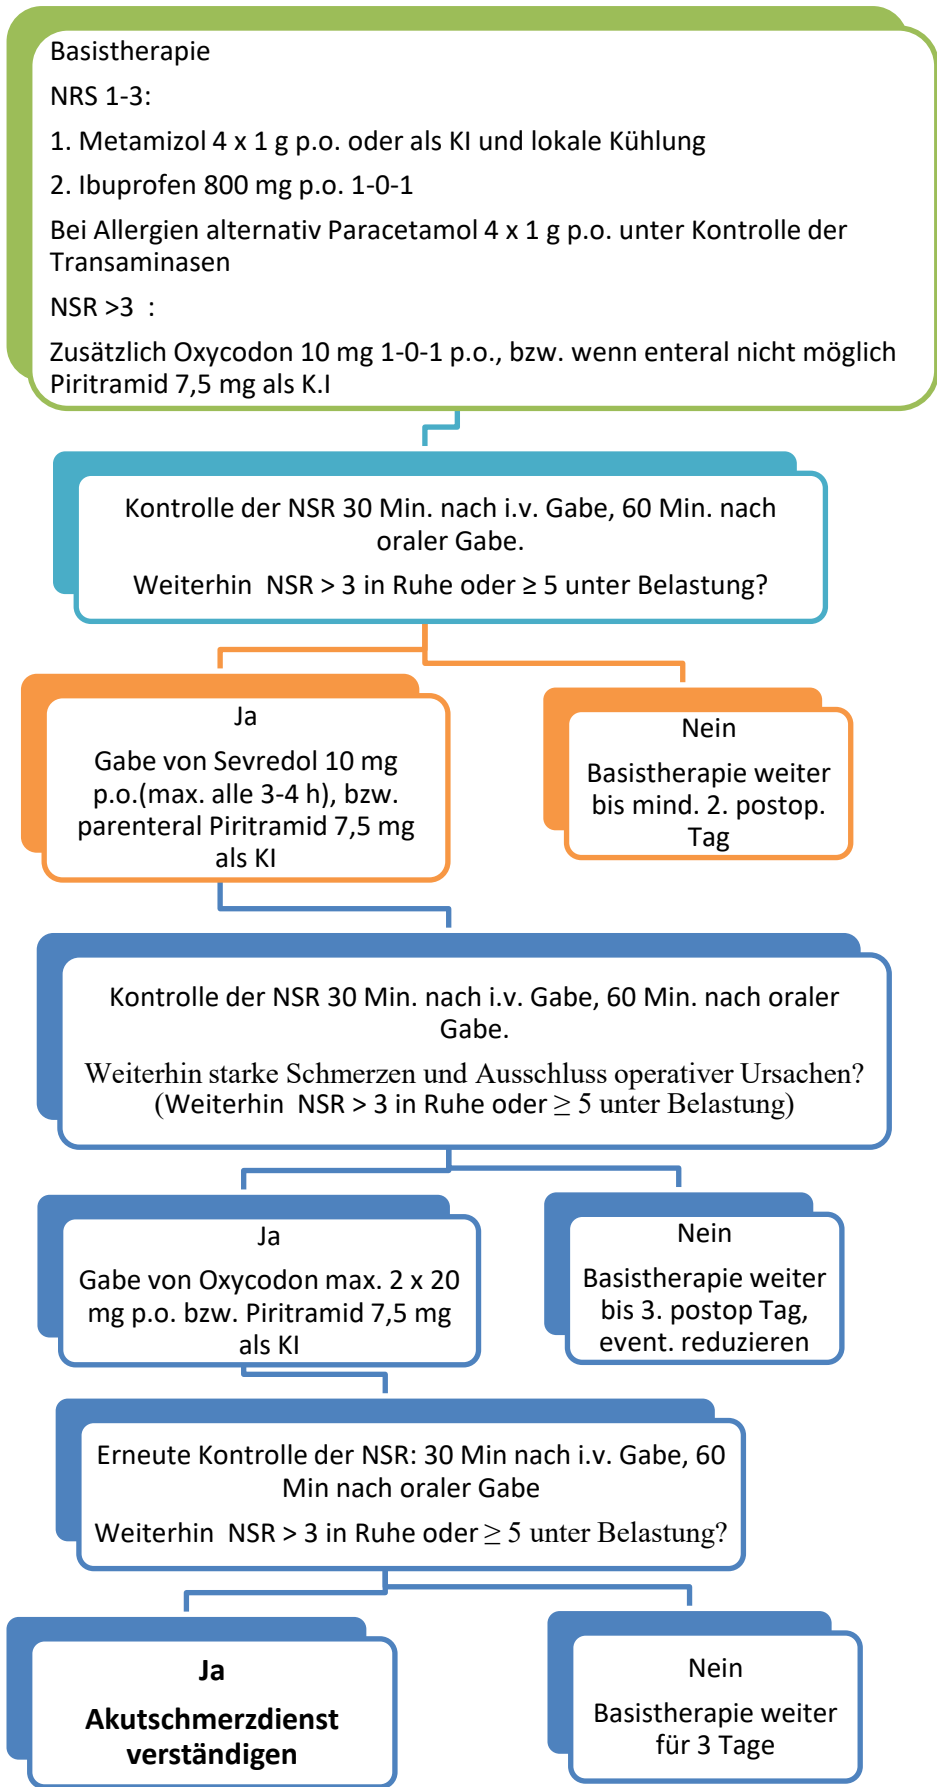 Basistherapie
NRS 1-3:
1. Metamizol 4 x 1 g p.o. oder als KI und lokale Kühlung
2. Ibuprofen 800 mg p.o. 1-0-1
Bei Allergien alternativ Paracetamol 4 x 1 g p.o. unter Kontrolle der
Transaminasen
NSR >3  :
Zusätzlich Oxycodon 10 mg 1-0-1 p.o., bzw. wenn enteral nicht möglich
Piritramid 7,5 mg als K.I
Kontrolle der NSR 30 Min. nach i.v. Gabe, 60 Min. nach
oraler Gabe.
Weiterhin  NSR > 3 in Ruhe oder ≥ 5 unter Belastung?
Ja
Gabe von Sevredol 10 mg
p.o.(max. alle 3-4 h), bzw.
parenteral Piritramid 7,5 mg
als KI
Nein
Basistherapie weiter
bis mind. 2. postop.
Tag
Kontrolle der NSR 30 Min. nach i.v. Gabe, 60 Min. nach oraler
Gabe.
Weiterhin starke Schmerzen und Ausschluss operativer Ursachen?
(Weiterhin  NSR > 3 in Ruhe oder ≥ 5 unter Belastung)
Ja
Gabe von Oxycodon max. 2 x 20
mg p.o. bzw. Piritramid 7,5 mg
als KI
Nein
Basistherapie weiter
bis 3. postop Tag,
event. reduzieren
Erneute Kontrolle der NSR: 30 Min nach i.v. Gabe, 60
Min nach oraler Gabe
Weiterhin  NSR > 3 in Ruhe oder ≥ 5 unter Belastung?
Ja
Akutschmerzdienst
verständigen
Nein
Basistherapie weiter
für 3 Tage